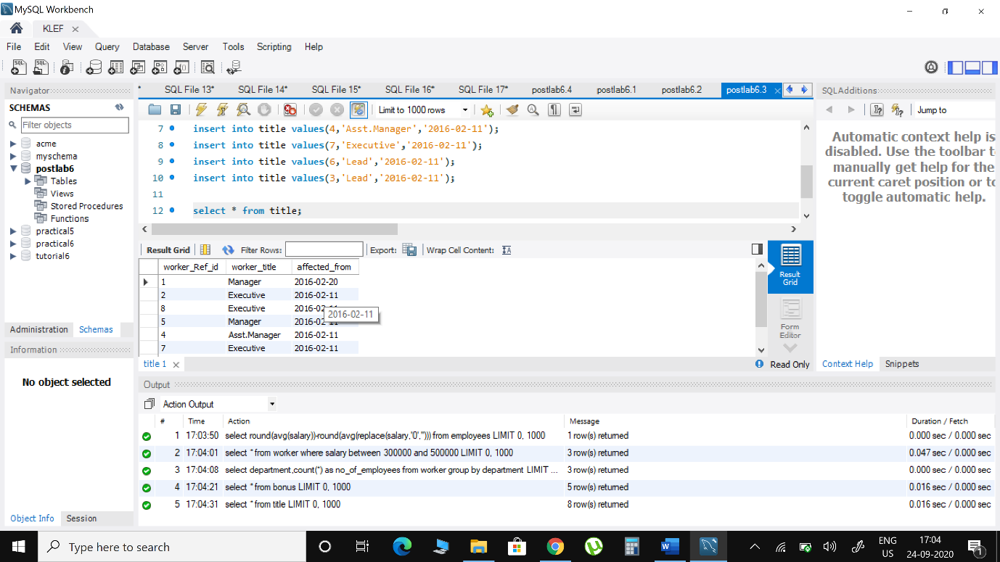 MySQL Workbench
KLEF
File Edit View Query Database Server Tools Scripting Help
Navigator
SCHEMAS
Filter objects
acme
myschema
postlab6
Tables
Views
Stored Procedures
Functions
practical5
practical6
tutorial6
Administration Schemas
Information
No object selected
Object Info Session
* SQL File 13* SQL File 14* SQL File 15* SQL File 16* SQL File 17* postlab6.4 postlab6.1 postlab6.2 postlab6.3
Limit to 1000 rows
7 insert into title values(4,'Asst.Manager','2016-02-11');
8 insert into title values(7,'Executive','2016-02-11');
9 insert into title values(6,'Lead','2016-02-11');
10 insert into title values(3,'Lead','2016-02-11');
11
12 select * from title;
Result Grid Filter Rows: Export: Wrap Cell Content:
worker_Ref_id worker_title affected_from
1 Manager 2016-02-20
2 Executive 2016-02-11
8 Executive 2016-02-11
2016-02-11
5 Manager 2016-02-11
4 Asst.Manager 2016-02-11
7 Executive 2016-02-11
Result
Grid
Form
Editor
title 1
Read Only
SQLAdditions
Jump to
Automatic context help is
disabled. Use the toolbar t
manually get help for the
current caret position or to
toggle automatic help.
Context Help Snippets
Output
Action Output
# Time Action Message Duration / Fetch
1 17:03:50 select round(avg(salary))-round(avg(replace(salary,'0',''))) from employees LIMIT 0, 1000 1 row(s) returned 0.000 sec / 0.000 sec
2 17:04:01 select * from worker where salary between 300000 and 500000 LIMIT 0, 1000 3 row(s) returned 0.047 sec / 0.000 sec
3 17:04:08 select department,count(*) as no_of_employees from worker group by department LIMIT ... 3 row(s) returned 0.000 sec / 0.000 sec
4 17:04:21 select * from bonus LIMIT 0, 1000 5 row(s) returned 0.016 sec / 0.000 sec
5 17:04:31 select * from title LIMIT 0, 1000 8 row(s) returned 0.016 sec / 0.000 sec
Type here to search
ENG
US
17:04
24-09-2020
1